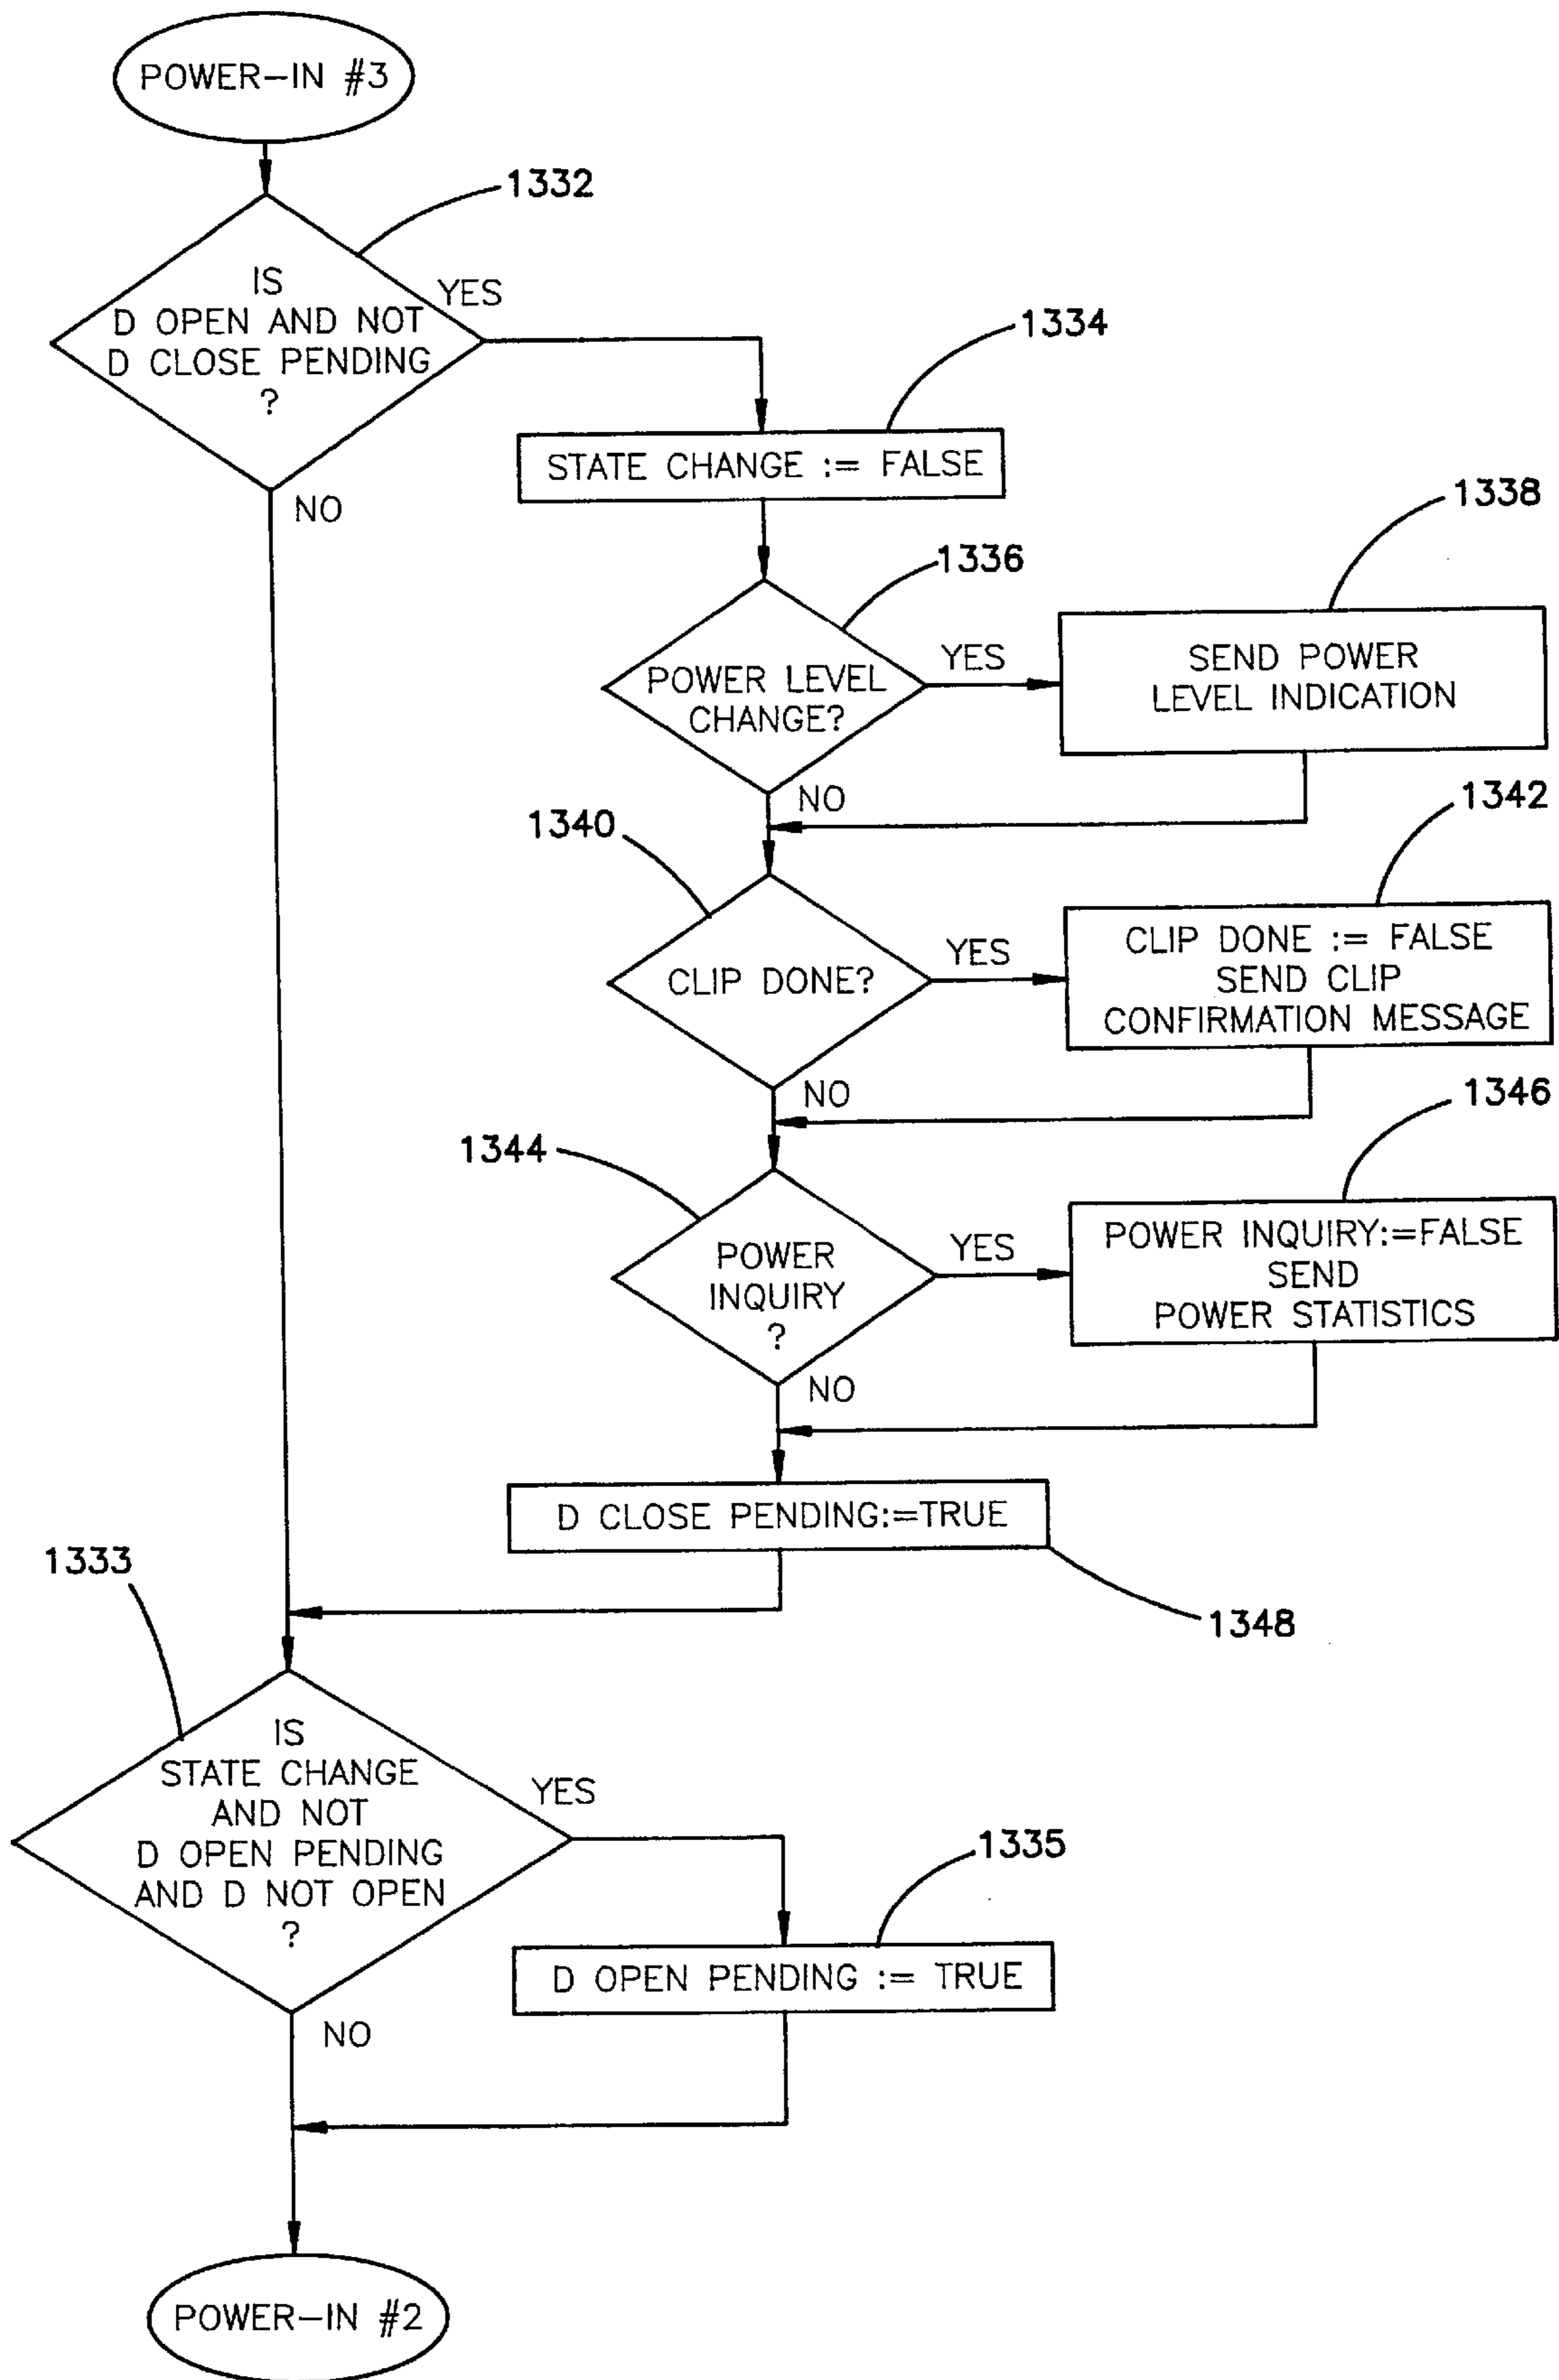 POWER-IN #3
1332
IS
D OPEN AND NOT
D CLOSE PENDING
?
YES
NO
1334
STATE CHANGE := FALSE
1336
POWER LEVEL
CHANGE?
YES
NO
1338
SEND POWER
LEVEL INDICATION
1340
CLIP DONE?
YES
NO
1342
CLIP DONE := FALSE
SEND CLIP
CONFIRMATION MESSAGE
1344
POWER
INQUIRY
?
YES
NO
1346
POWER INQUIRY:=FALSE
SEND
POWER STATISTICS
D CLOSE PENDING:=TRUE
1348
1333
IS
STATE CHANGE
AND NOT
D OPEN PENDING
AND D NOT OPEN
?
YES
NO
1335
D OPEN PENDING := TRUE
POWER-IN #2